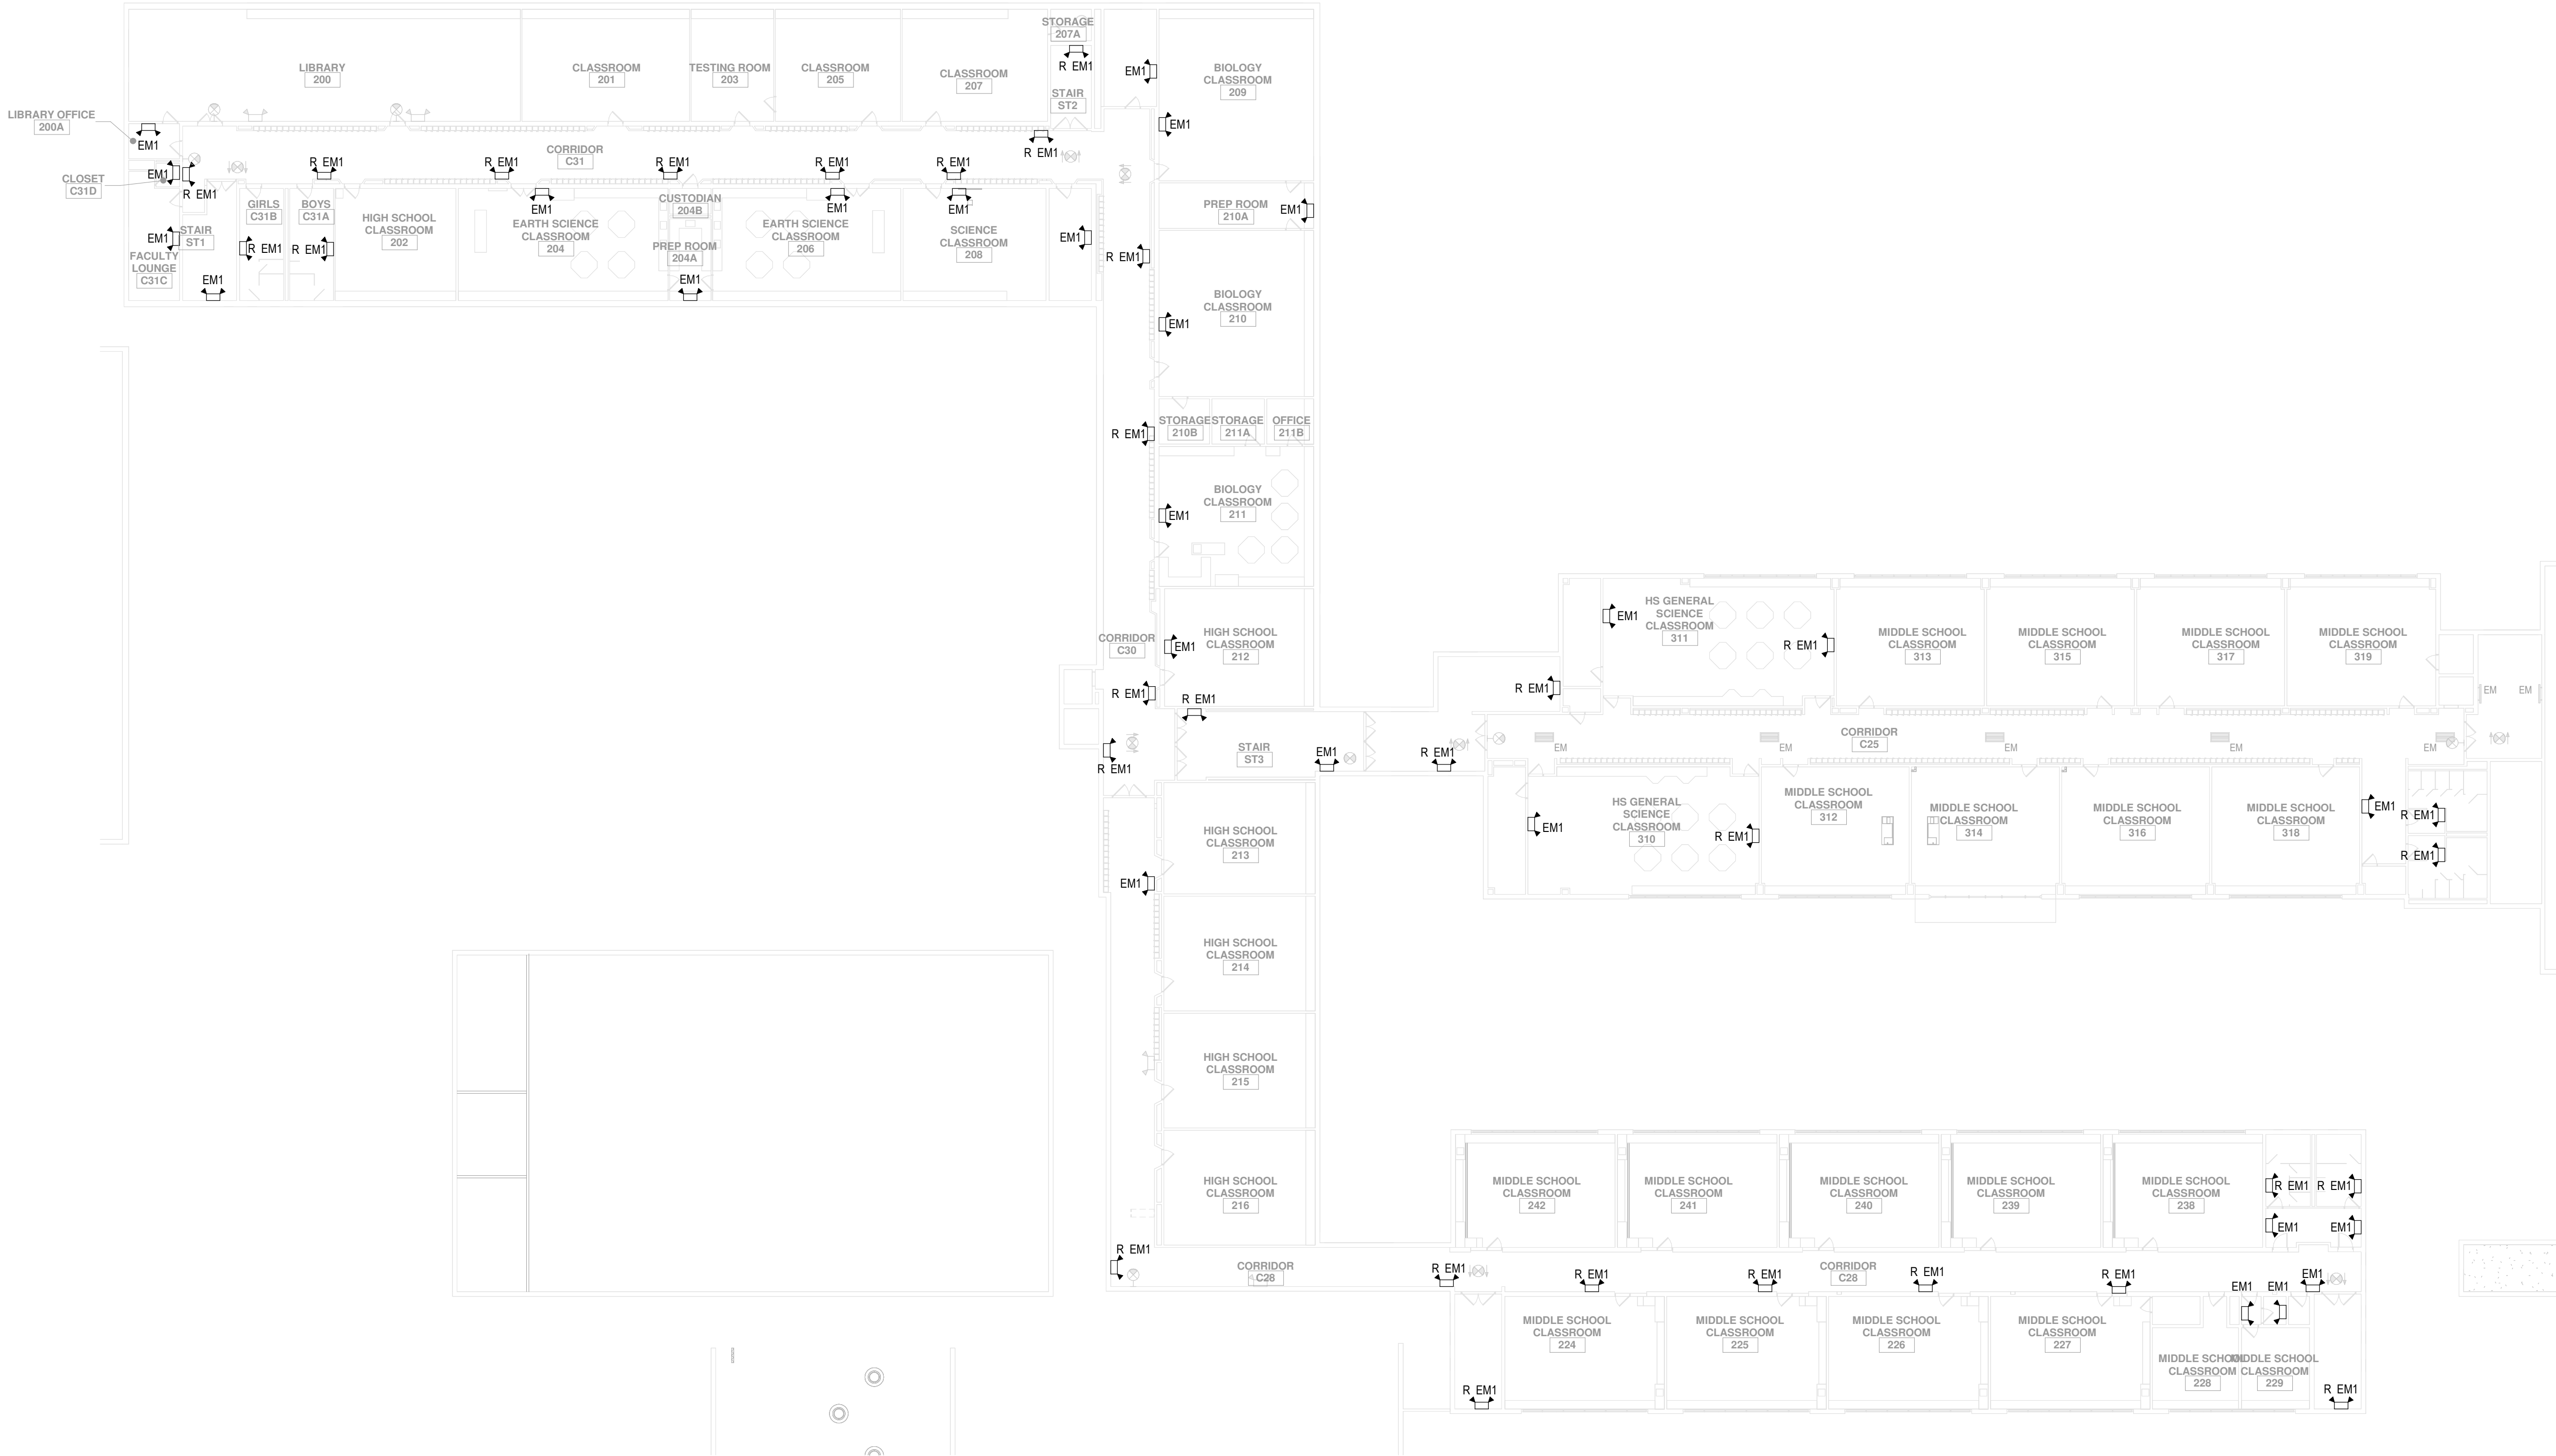 STORAGE
207A
R EM1
LIBRARY
200
CLASSROOM
201
TESTING ROOM
203
CLASSROOM
205
CLASSROOM
207
STAIR
ST2
EM1
BIOLOGY
CLASSROOM
209
LIBRARY OFFICE
200A
EM1
EM1
CORRIDOR
C31
R EM1
R EM1
R EM1
R EM1
R EM1
R EM1
CLOSET
C31D
EM1
R EM1
GIRLS
C31B
BOYS
C31A
HIGH SCHOOL
CLASSROOM
202
EM1
EARTH SCIENCE
CLASSROOM
204
CUSTODIAN
204B
PREP ROOM
204A
EM1
EM1
EARTH SCIENCE
CLASSROOM
206
EM1
SCIENCE
CLASSROOM
208
EM1
STAIR
ST1
EM1
FACULTY
LOUNGE
C31C
EM1
R EM1
R EM1
PREP ROOM
210A
EM1
R EM1
BIOLOGY
CLASSROOM
210
EM1
STORAGE
210B
STORAGE
211A
OFFICE
211B
R EM1
BIOLOGY
CLASSROOM
211
EM1
CORRIDOR
C30
HIGH SCHOOL
CLASSROOM
212
EM1
R EM1
R EM1
R EM1
STAIR
ST3
EM1
R EM1
R EM1
HS GENERAL
SCIENCE
CLASSROOM
311
EM1
R EM1
MIDDLE SCHOOL
CLASSROOM
313
MIDDLE SCHOOL
CLASSROOM
315
MIDDLE SCHOOL
CLASSROOM
317
MIDDLE SCHOOL
CLASSROOM
319
EM
EM
CORRIDOR
C25
EM
EM
EM
EM
EM
HS GENERAL
SCIENCE
CLASSROOM
310
EM1
R EM1
MIDDLE SCHOOL
CLASSROOM
312
MIDDLE SCHOOL
CLASSROOM
314
MIDDLE SCHOOL
CLASSROOM
316
MIDDLE SCHOOL
CLASSROOM
318
EM1
R EM1
R EM1
HIGH SCHOOL
CLASSROOM
213
EM1
HIGH SCHOOL
CLASSROOM
214
HIGH SCHOOL
CLASSROOM
215
HIGH SCHOOL
CLASSROOM
216
R EM1
CORRIDOR
C28
MIDDLE SCHOOL
CLASSROOM
242
MIDDLE SCHOOL
CLASSROOM
241
MIDDLE SCHOOL
CLASSROOM
240
MIDDLE SCHOOL
CLASSROOM
239
MIDDLE SCHOOL
CLASSROOM
238
R EM1
R EM1
EM1
EM1
R EM1
R EM1
R EM1
CORRIDOR
C28
R EM1
R EM1
EM1
EM1
EM1
MIDDLE SCHOOL
CLASSROOM
224
MIDDLE SCHOOL
CLASSROOM
225
MIDDLE SCHOOL
CLASSROOM
226
MIDDLE SCHOOL
CLASSROOM
227
MIDDLE SCHOOL
CLASSROOM
228
MIDDLE SCHOOL
CLASSROOM
229
R EM1
R EM1